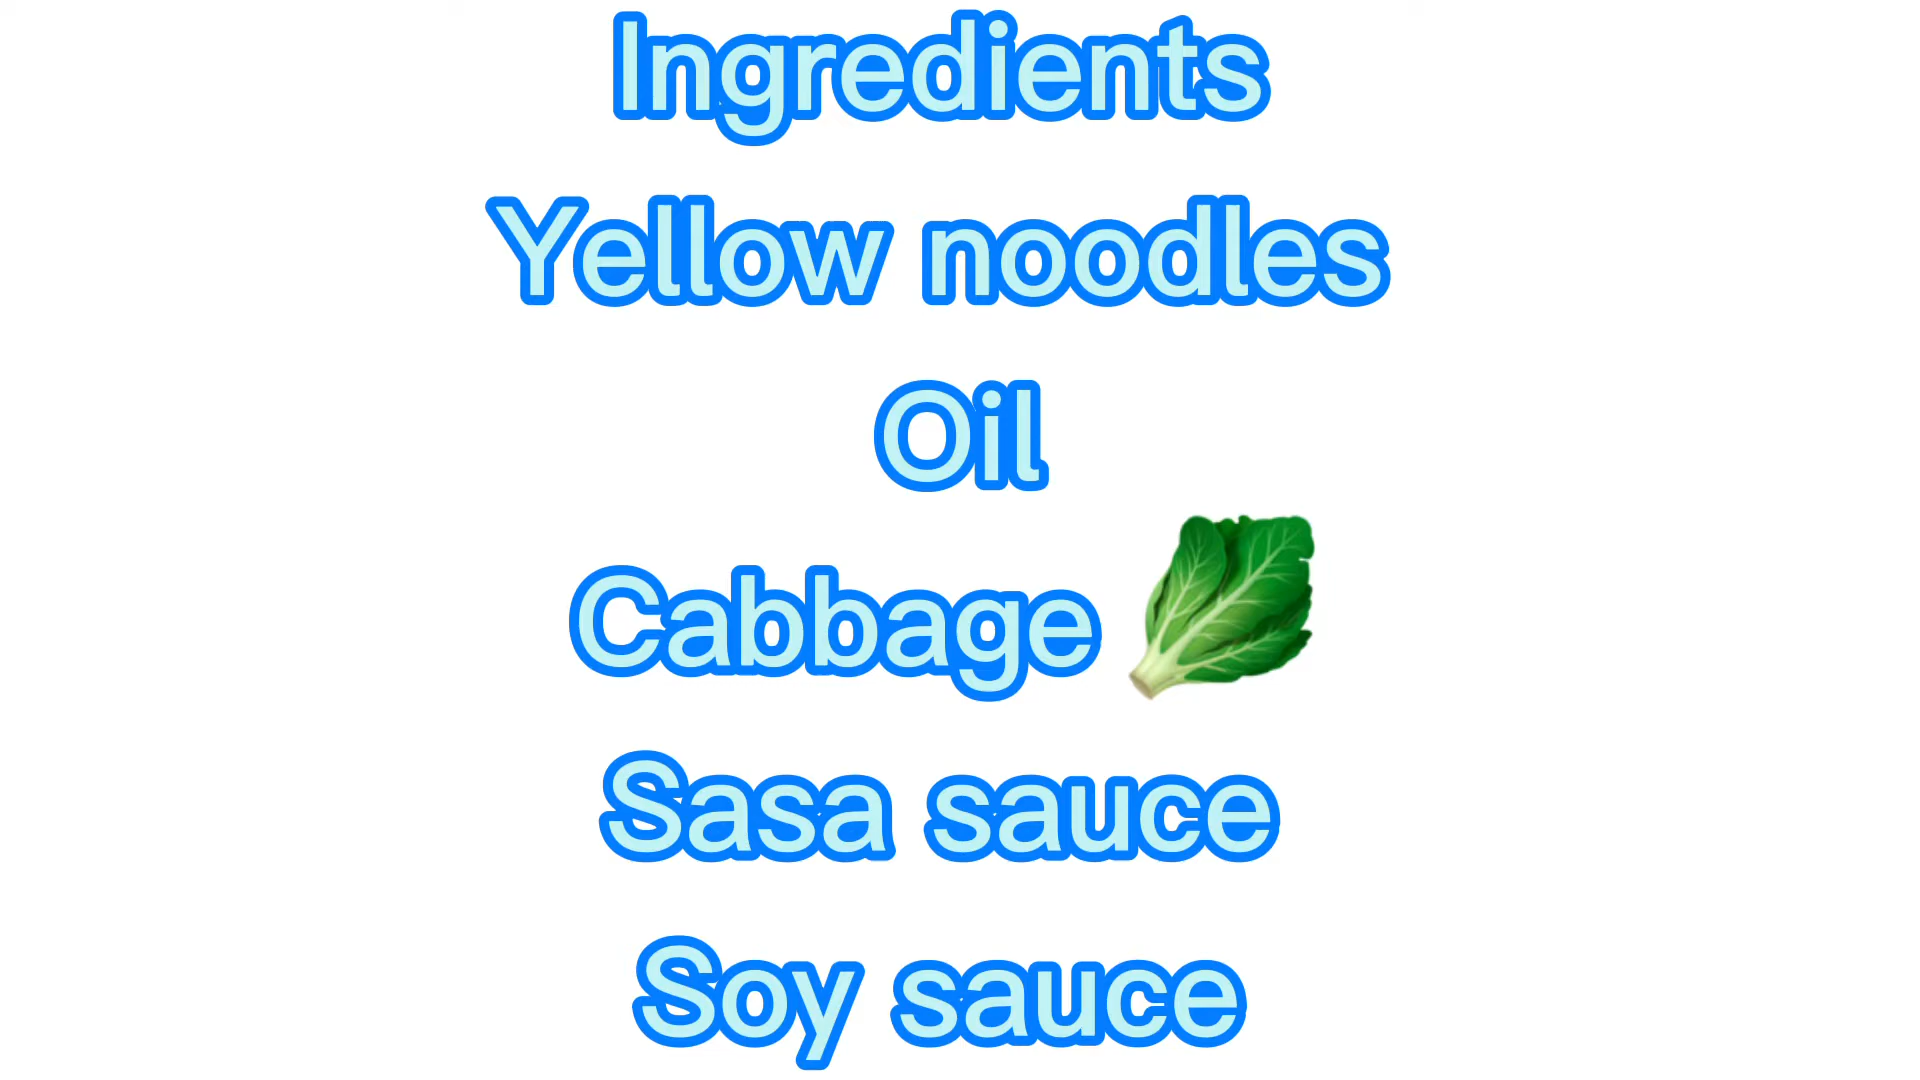 Ingredients
Yellow noodles
Oil
Cabbage 🥬
Sasa sauce
Soy sauce